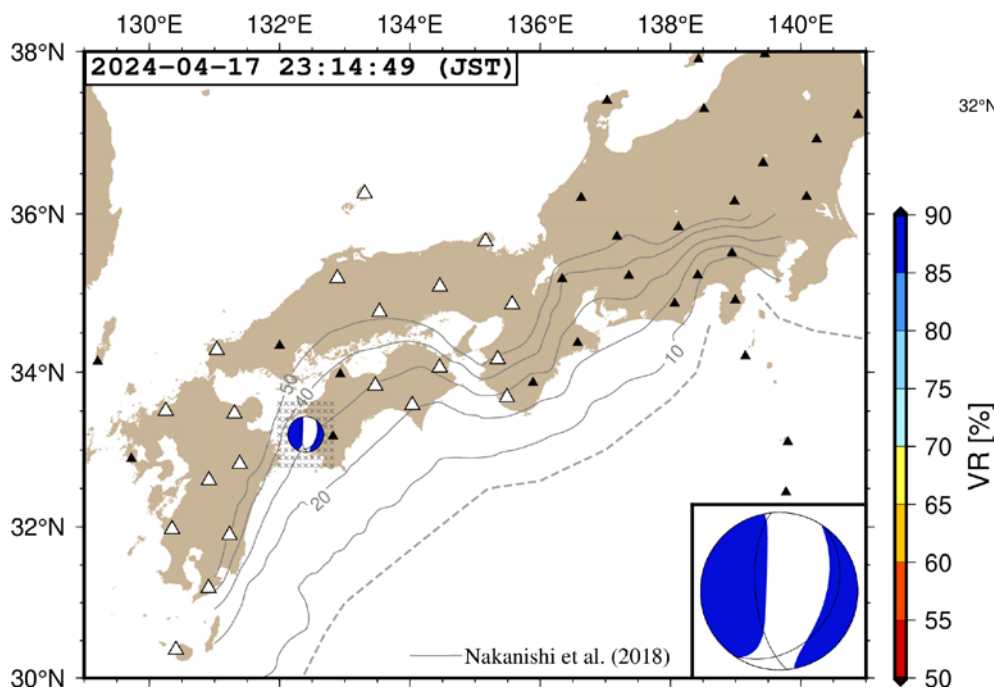 130°E 132°E 134°E 136°E 138°E 140°E
38°N
2024-04-17 23:14:49 (JST)
32°N
36°N
90
85
50
80
10
34°N
40
75
VR [%]
70
20
65
32°N
60
55
Nakanishi et al. (2018)
30°N
50